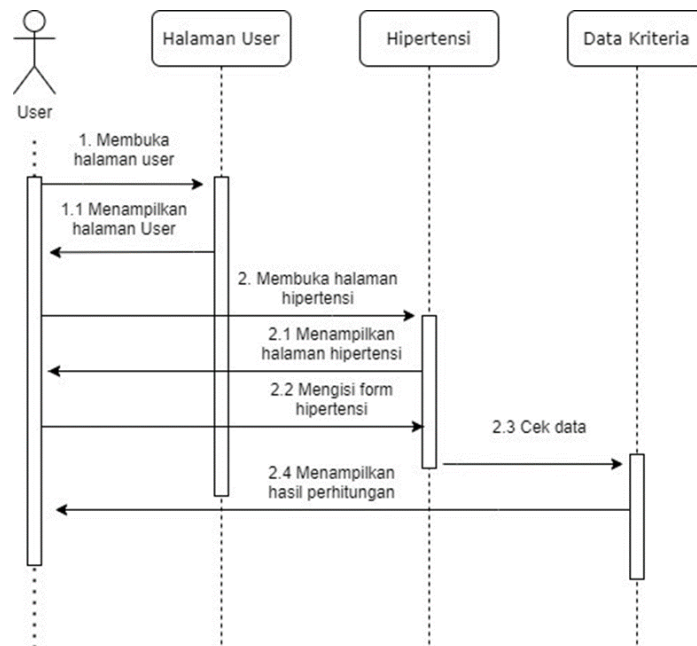 Halaman User
Hipertensi
Data Kriteria
User
1. Membuka
halaman user
1.1 Menampilkan
halaman User
2. Membuka halaman
hipertensi
2.1 Menampilkan
halaman hipertensi
2.2 Mengisi form
hipertensi
2.3 Cek data
2.4 Menampilkan
hasil perhitungan